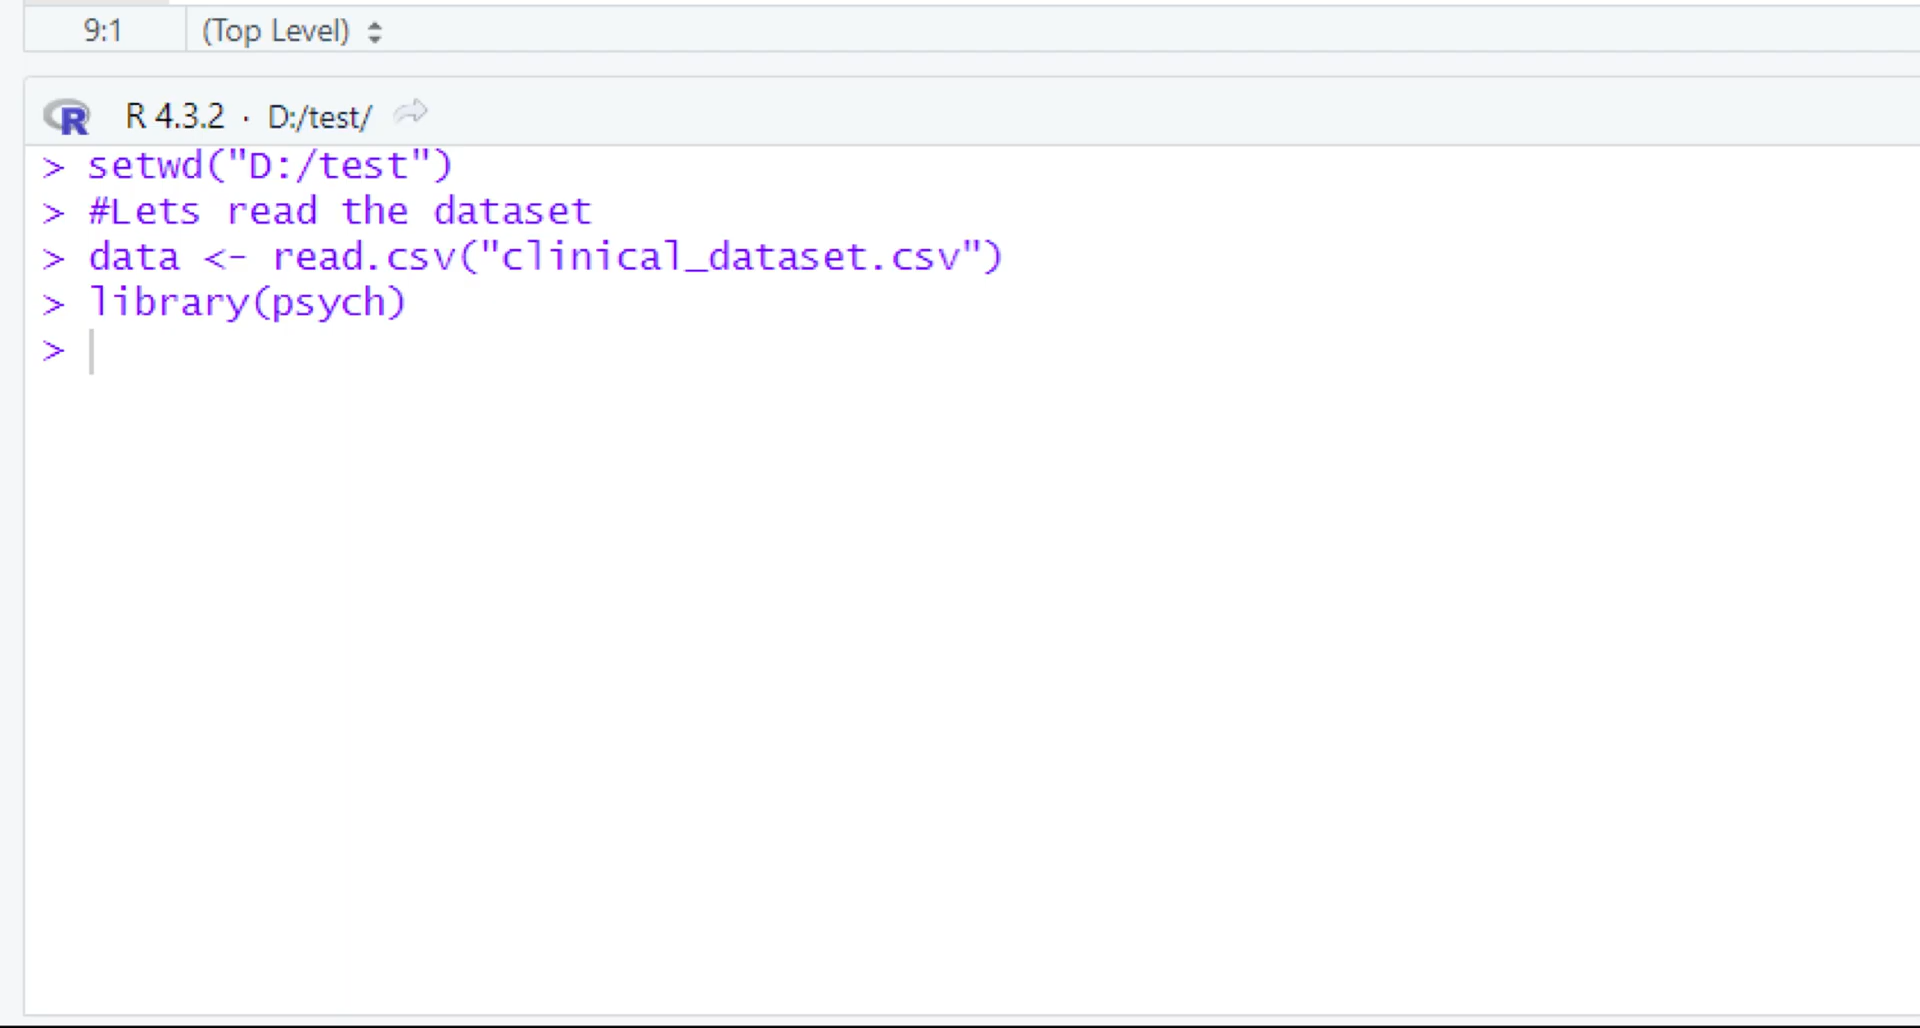 9:1 (Top Level)
R R 4.3.2 · D:/test/
> setwd("D:/test")
> #Lets read the dataset
> data <- read.csv("clinical_dataset.csv")
> library(psych)
>